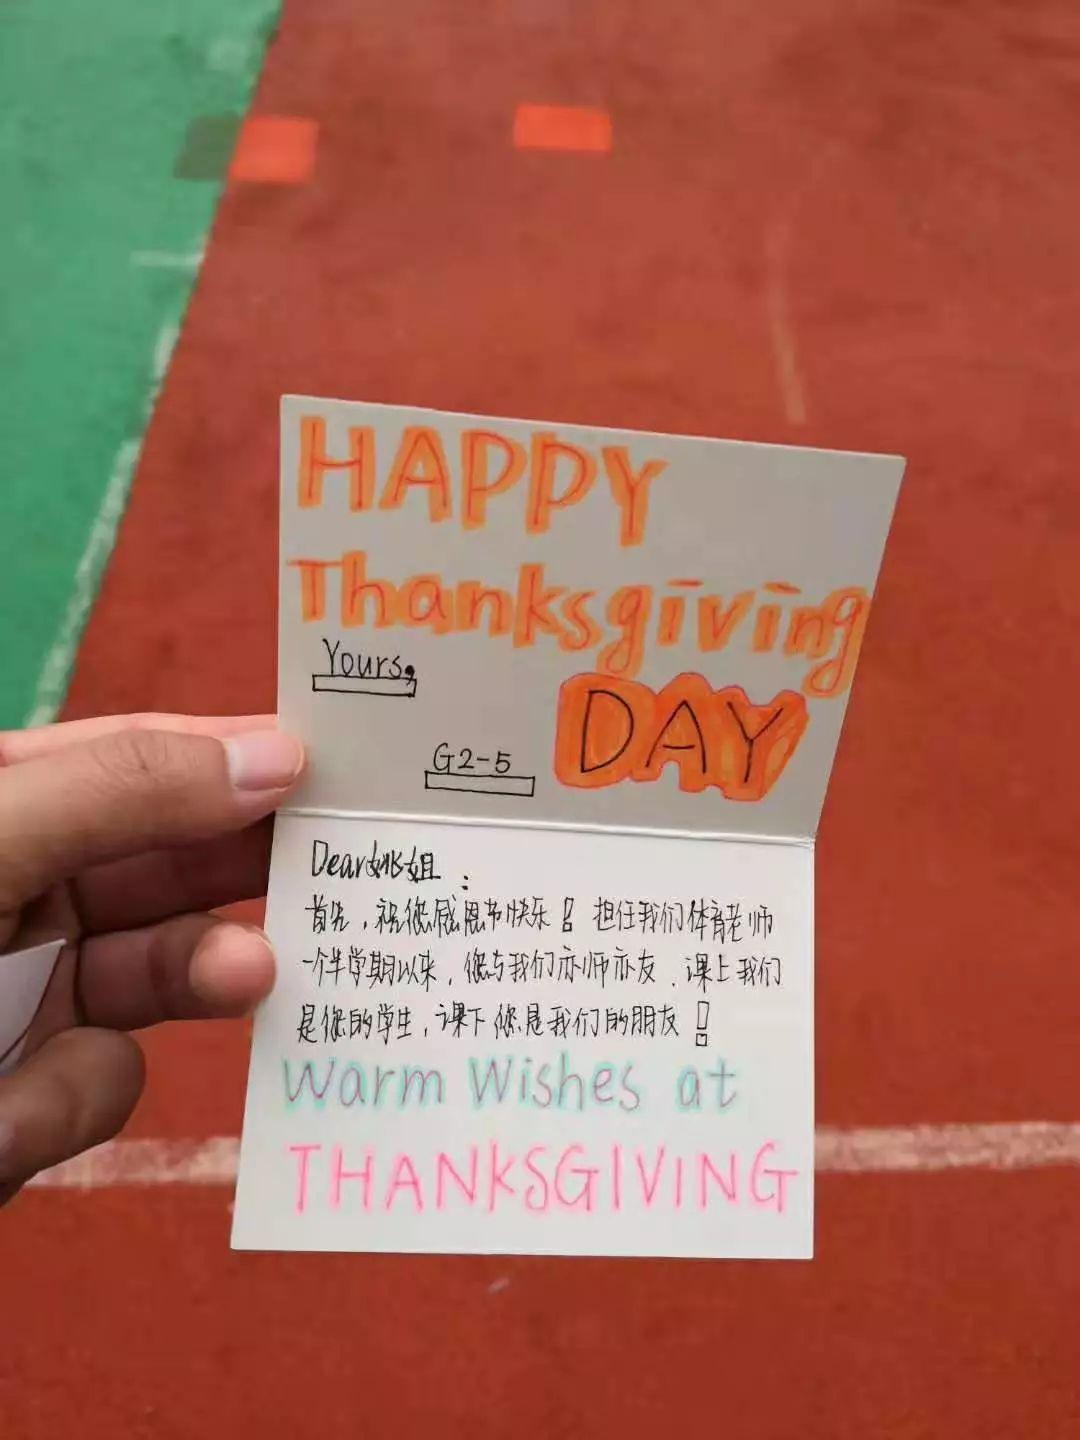 HAPPY
Thanksgiving
Yours,
DAY
G2-5
Dear姚姐：
首先，祝您感恩节快乐！担任我们体育老师
一个半学期以来，您与我们亦师亦友，课上我们
是您的学生，课下您是我们的朋友！
Warm Wishes at
THANKSGIVING